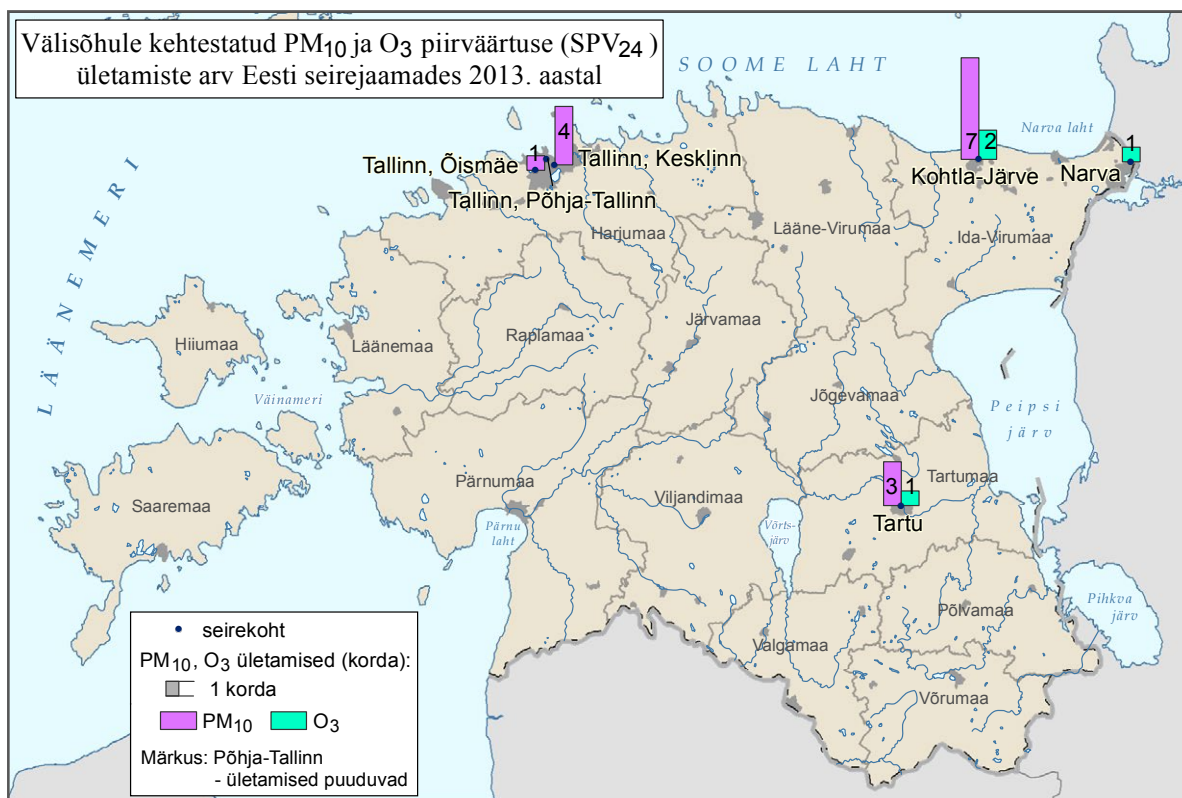 Välisõhule kehtestatud PM10 ja O3 piirväärtuse (SPV24 )
ületamiste arv Eesti seirejaamades 2013. aastal
SOOME LAHT
Narva laht
LÄÄNEMERI
4
1
7
2
1
Tallinn, Õismäe
Tallinn, Kesklinn
Tallinn, Põhja-Tallinn
Kohtla-Järve
Narva
Harjumaa
Lääne-Virumaa
Ida-Virumaa
Hiiumaa
Läänemaa
Raplamaa
Järvamaa
Väinameri
Jõgevamaa
Peipsi
järv
Saaremaa
Pärnumaa
Viljandimaa
Tartumaa
3
1
Tartu
Pärnu
laht
Võrts-
järv
Põlvamaa
Pihkva
järv
Valgamaa
Võrumaa
seirekoht
PM10, O3 ületamised (korda):
1 korda
PM10 O3
Märkus: Põhja-Tallinn
- ületamised puuduvad